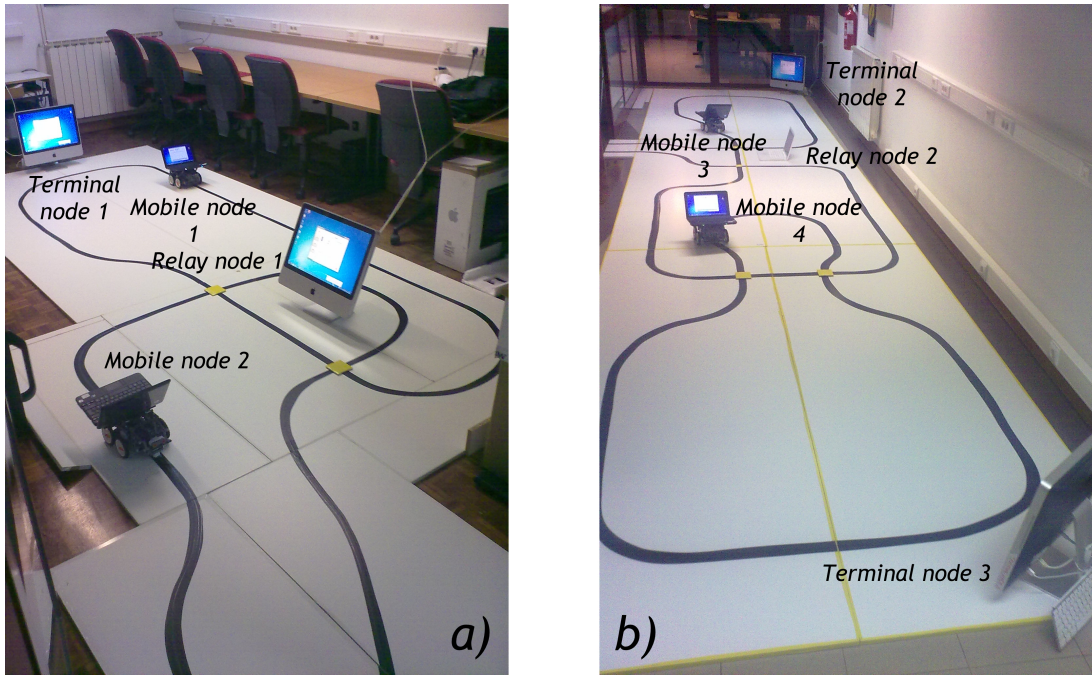 Terminal
node 1
Mobile node
1
Relay node 1
Mobile node 2
a)
Terminal
node 2
Mobile node
3
Relay node 2
Mobile node
4
Terminal node 3
b)